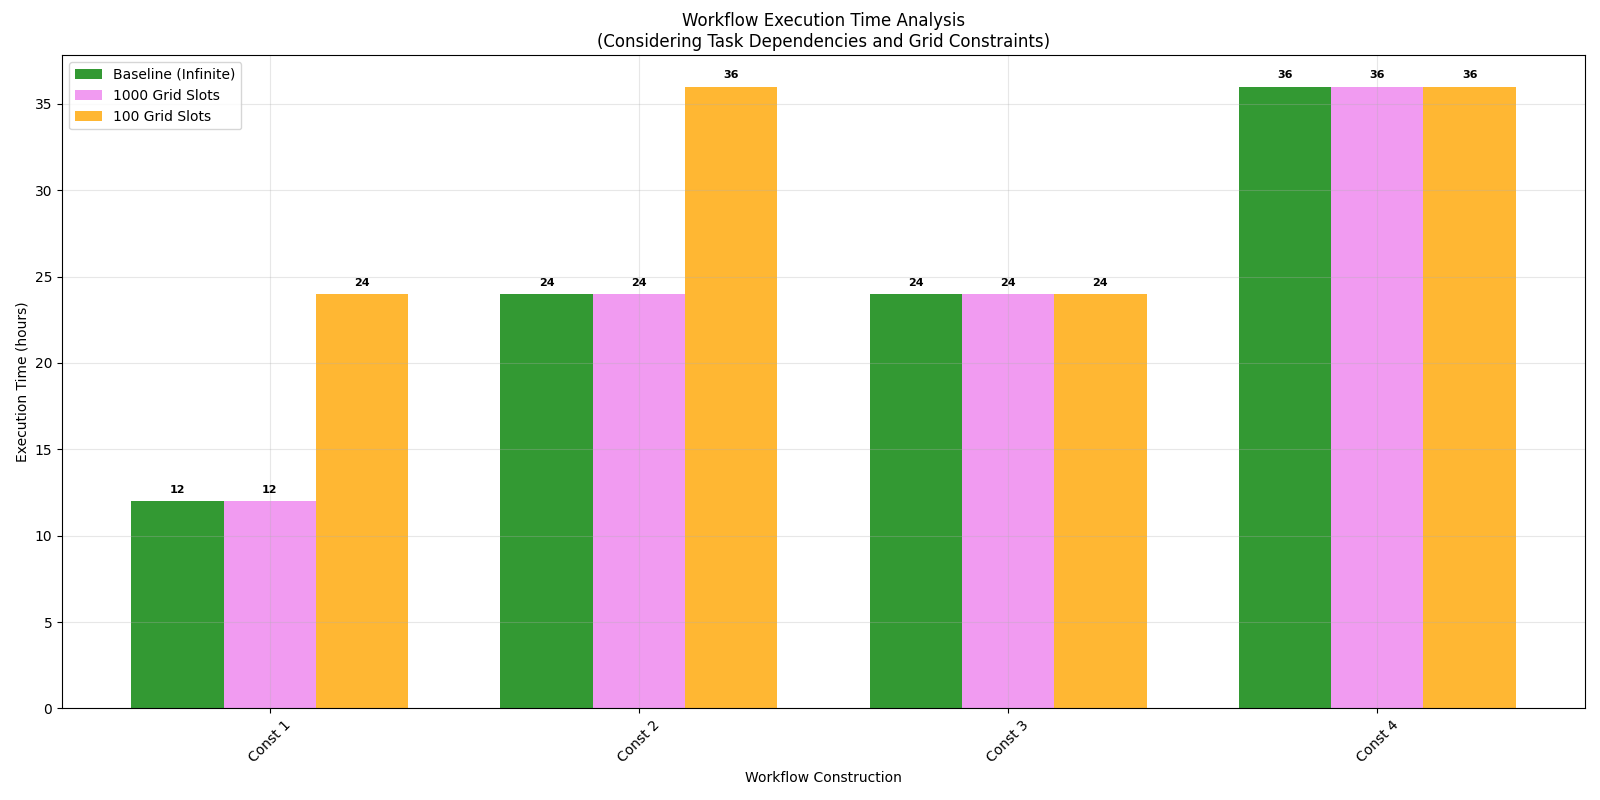 Workflow Execution Time Analysis
(Considering Task Dependencies and Grid Constraints)
Baseline (Infinite)
1000 Grid Slots
100 Grid Slots
Execution Time (hours)
35
30
25
20
15
10
5
0
12
12
24
24
24
36
24
24
24
36
36
36
Const 1
Const 2
Const 3
Const 4
Workflow Construction